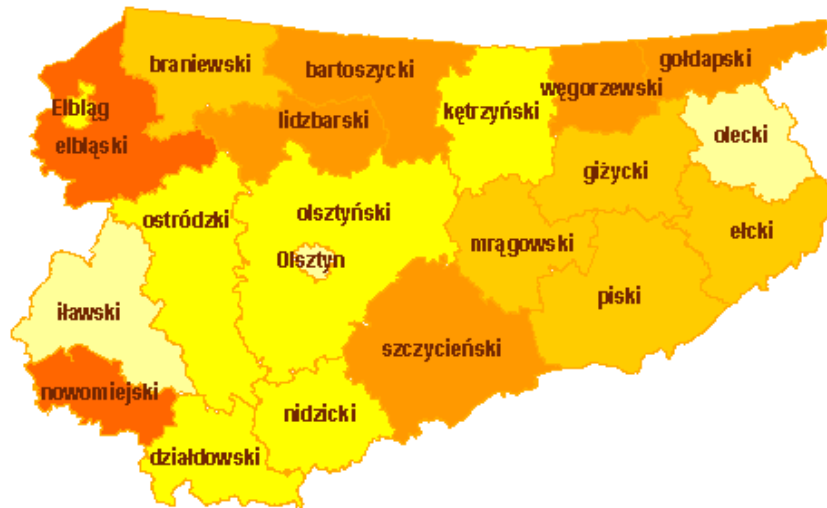 braniewski
bartoszycki
gołdapski
węgorzewski
Elbląg
kętrzyński
lidzbarski
elbląski
olecki
giżycki
olsztyński
ostródzki
mrągowski
ełcki
Olsztyn
piski
iławski
szczycieński
nowomiejski
nidzicki
działdowski